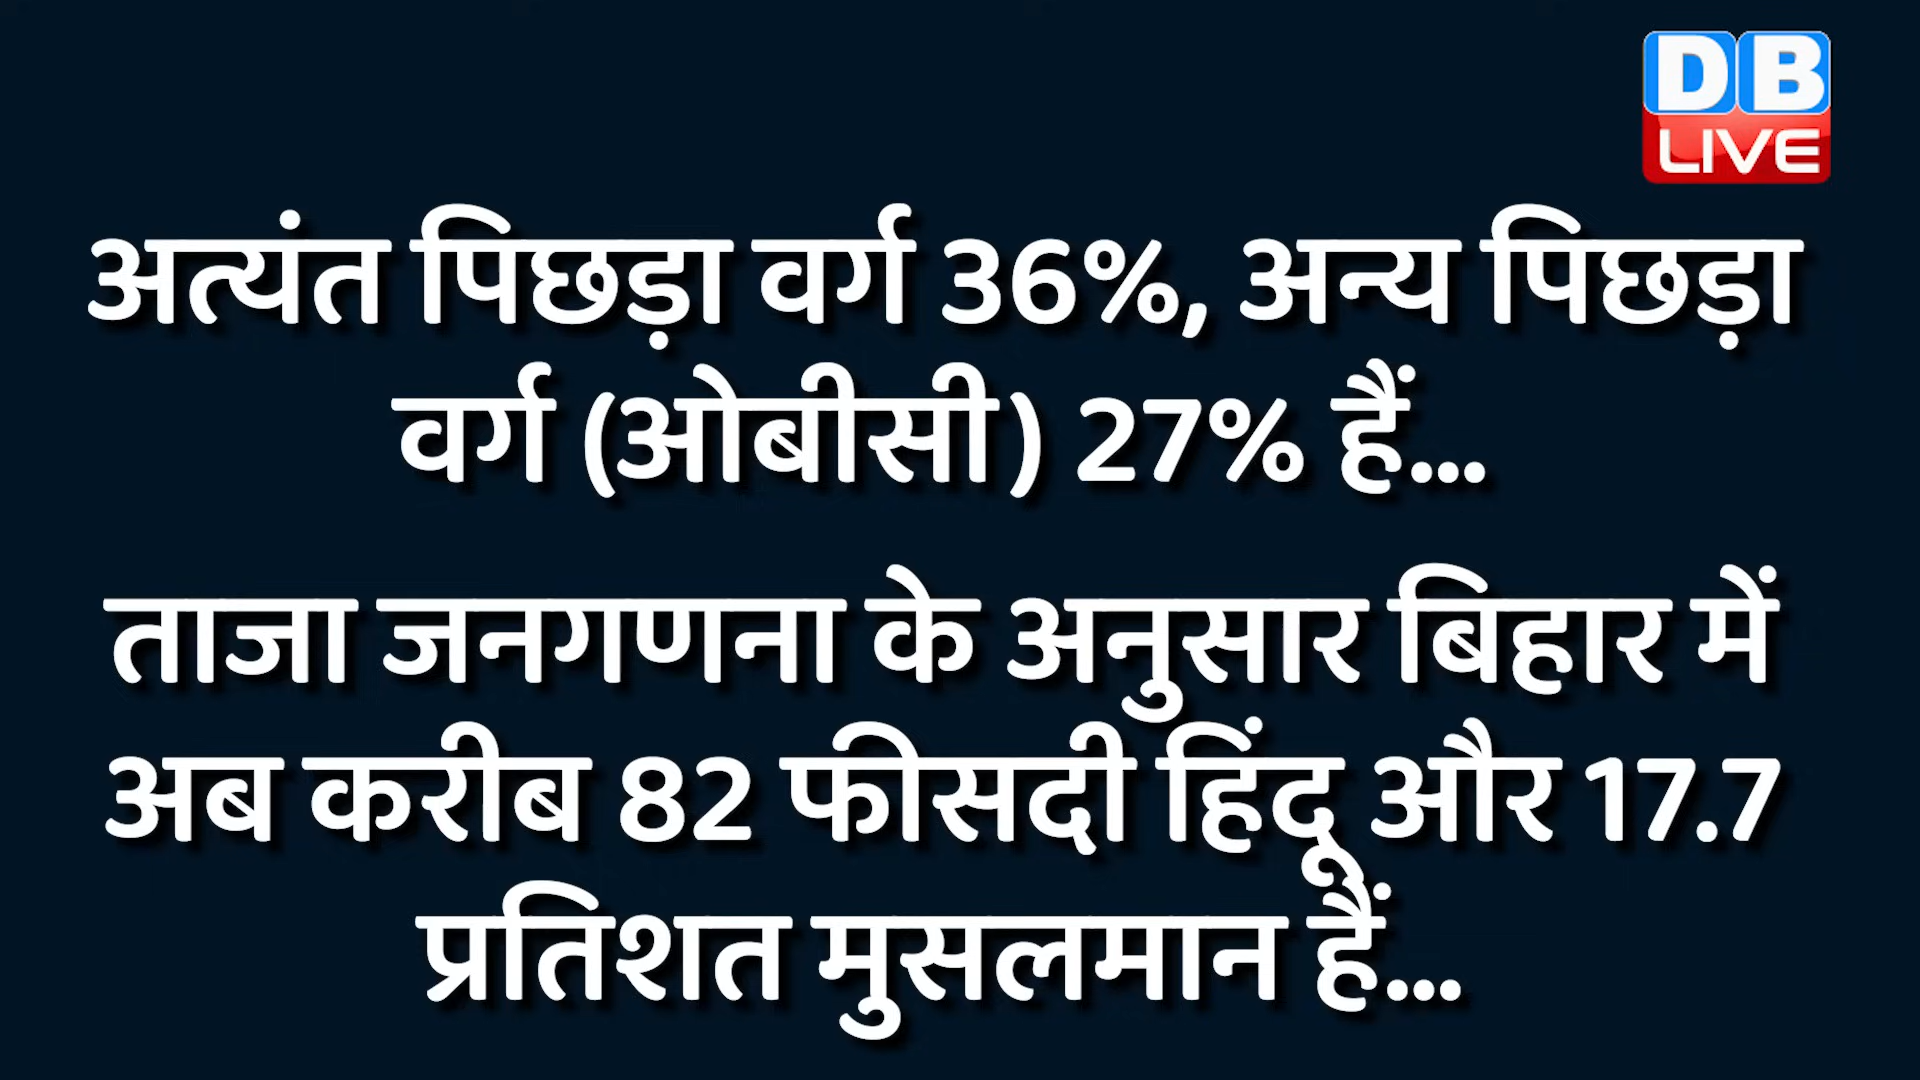 DB
LIVE
अत्यंत पिछड़ा वर्ग 36%, अन्य पिछड़ा
वर्ग (ओबीसी) 27% हैं...
ताजा जनगणना के अनुसार बिहार में
अब करीब 82 फीसदी हिंदू और 17.7
प्रतिशत मुसलमान हैं...